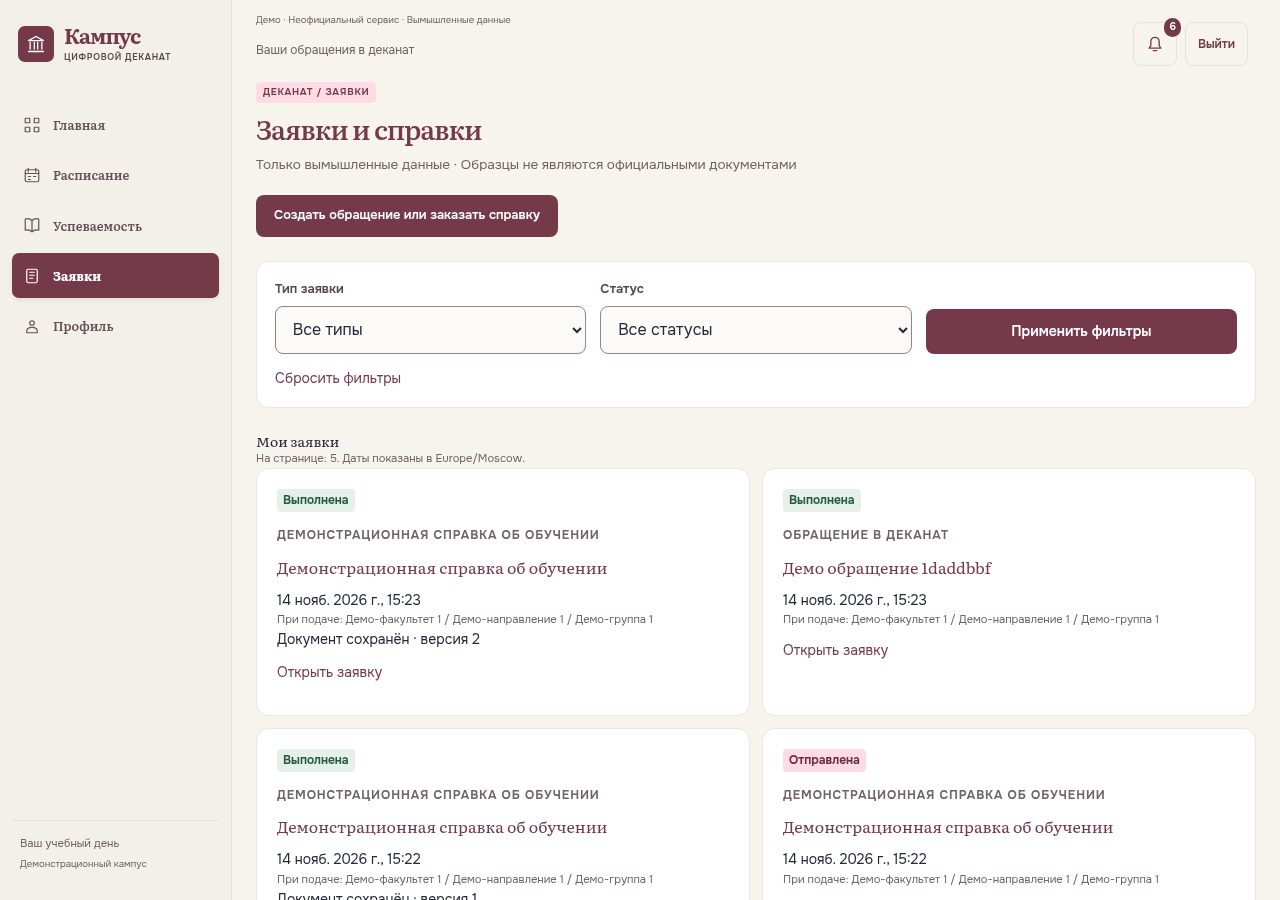 Кампус
ЦИФРОВОЙ ДЕКАНАТ
Главная
Расписание
Успеваемость
Заявки
Профиль
Ваш учебный день
Демонстрационный кампус
Демо · Неофициальный сервис · Вымышленные данные
Ваши обращения в деканат
6
Выйти
ДЕКАНАТ / ЗАЯВКИ
Заявки и справки
Только вымышленные данные · Образцы не являются официальными документами
Создать обращение или заказать справку
Тип заявки
Статус
Все типы
Все статусы
Применить фильтры
Сбросить фильтры
Мои заявки
На странице: 5. Даты показаны в Europe/Moscow.
Выполнена
ДЕМОНСТРАЦИОННАЯ СПРАВКА ОБ ОБУЧЕНИИ
Демонстрационная справка об обучении
14 нояб. 2026 г., 15:23
При подаче: Демо-факультет 1 / Демо-направление 1 / Демо-группа 1
Документ сохранён · версия 2
Открыть заявку
Выполнена
ОБРАЩЕНИЕ В ДЕКАНАТ
Демо обращение 1daddbbf
14 нояб. 2026 г., 15:23
При подаче: Демо-факультет 1 / Демо-направление 1 / Демо-группа 1
Открыть заявку
Выполнена
ДЕМОНСТРАЦИОННАЯ СПРАВКА ОБ ОБУЧЕНИИ
Демонстрационная справка об обучении
14 нояб. 2026 г., 15:22
При подаче: Демо-факультет 1 / Демо-направление 1 / Демо-группа 1
Документ сохранён · версия 1
Отправлена
ДЕМОНСТРАЦИОННАЯ СПРАВКА ОБ ОБУЧЕНИИ
Демонстрационная справка об обучении
14 нояб. 2026 г., 15:22
При подаче: Демо-факультет 1 / Демо-направление 1 / Демо-группа 1